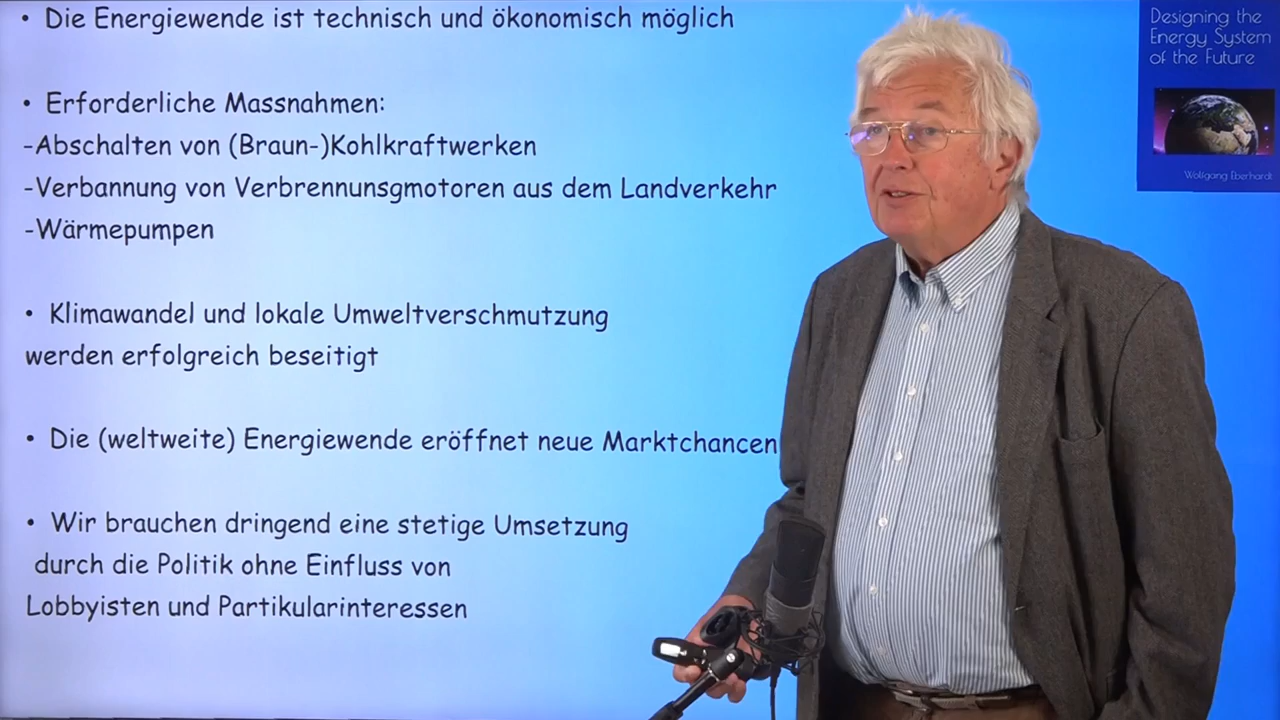 • Die Energiewende ist technisch und ökonomisch möglich
• Erforderliche Massnahmen:
-Abschalten von (Braun-)Kohlkraftwerken
-Verbannung von Verbrennunsgmotoren aus dem Landverkehr
-Wärmepumpen
• Klimawandel und lokale Umweltverschmutzung
werden erfolgreich beseitigt
• Die (weltweite) Energiewende eröffnet neue Marktchancen
• Wir brauchen dringend eine stetige Umsetzung
durch die Politik ohne Einfluss von
Lobbyisten und Partikularinteressen
Designing the
Energy System
of the Future
Wolfgang Eberhardt